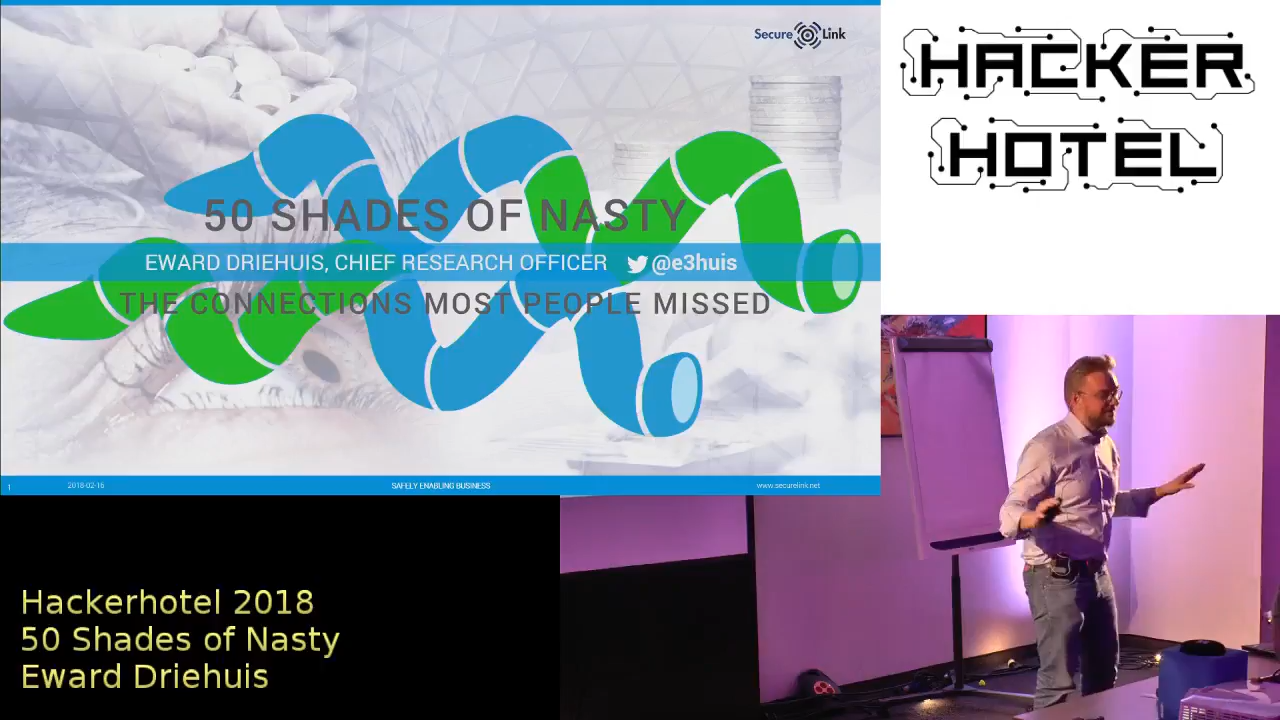 Secure Link
50 SHADES OF NASTY
EWARD DRIEHUIS, CHIEF RESEARCH OFFICER @e3huis
THE CONNECTIONS MOST PEOPLE MISSED
1 2018-02-16 SAFELY ENABLING BUSINESS www.securelink.net
HACKER
HOTEL
Hackerhotel 2018
50 Shades of Nasty
Eward Driehuis